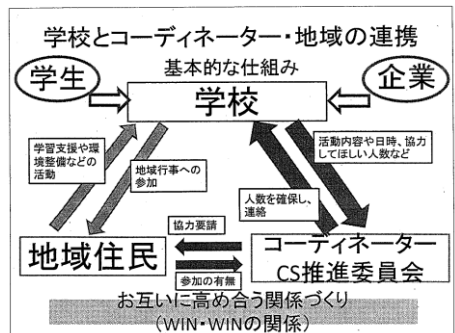 学校とコーディネーター・地域の連携
基本的な仕組み
学生
企業
学校
学習支援や環
境整備などの
活動
地域行事への
参加
活動内容や日時、協力
してほしい人数など
人数を確保し、
連絡
協力要請
地域住民
参加の有無
コーディネーター
CS推進委員会
お互いに高め合う関係づくり
(WIN・WINの関係)